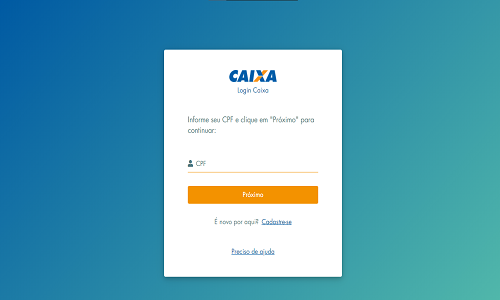 CAIXA
Login Caixa
Informe seu CPF e clique em "Próximo" para
continuar:
CPF
Próximo
É novo por aqui? Cadastre-se
Preciso de ajuda